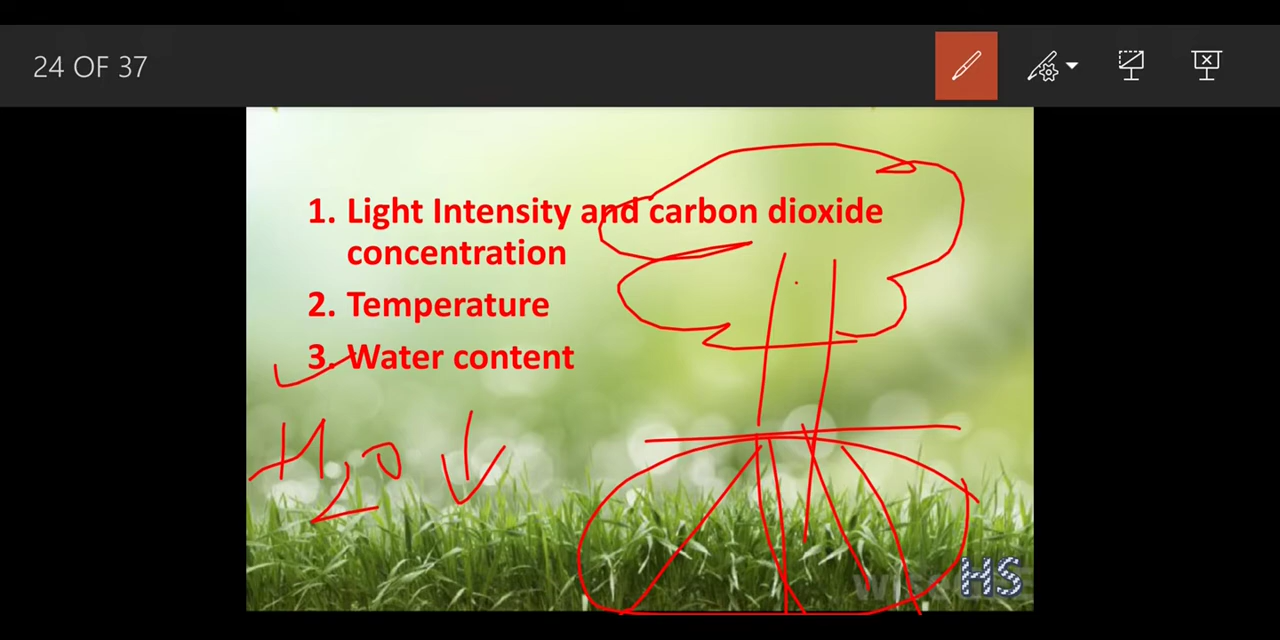 24 OF 37
1. Light Intensity and carbon dioxide
concentration
2. Temperature
3. Water content
H₂O ↓
HS